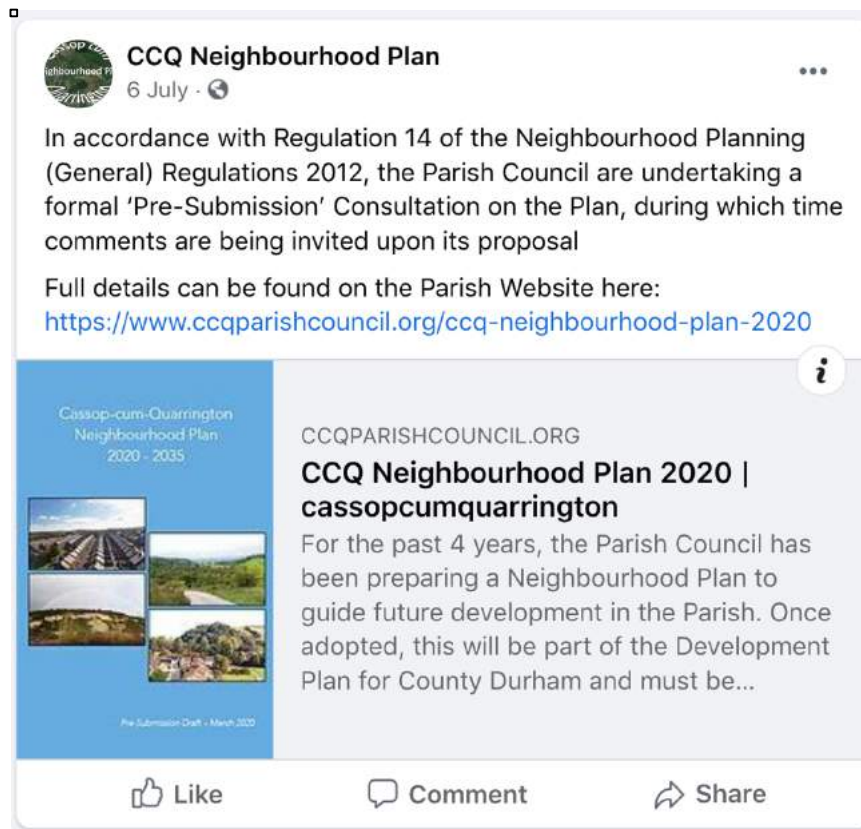 CCQ Neighbourhood Plan
6 July ·
In accordance with Regulation 14 of the Neighbourhood Planning
(General) Regulations 2012, the Parish Council are undertaking a
formal ‘Pre-Submission’ Consultation on the Plan, during which time
comments are being invited upon its proposal
Full details can be found on the Parish Website here:
https://www.ccqparishcouncil.org/ccq-neighbourhood-plan-2020
Cassop-cum-Quarrington
Neighbourhood Plan
2020 - 2035
Pre-Submission Draft - March 2020
CCQPARISHCOUNCIL.ORG
CCQ Neighbourhood Plan 2020 |
cassopcumquarrington
For the past 4 years, the Parish Council has
been preparing a Neighbourhood Plan to
guide future development in the Parish. Once
adopted, this will be part of the Development
Plan for County Durham and must be...
Like
Comment
Share